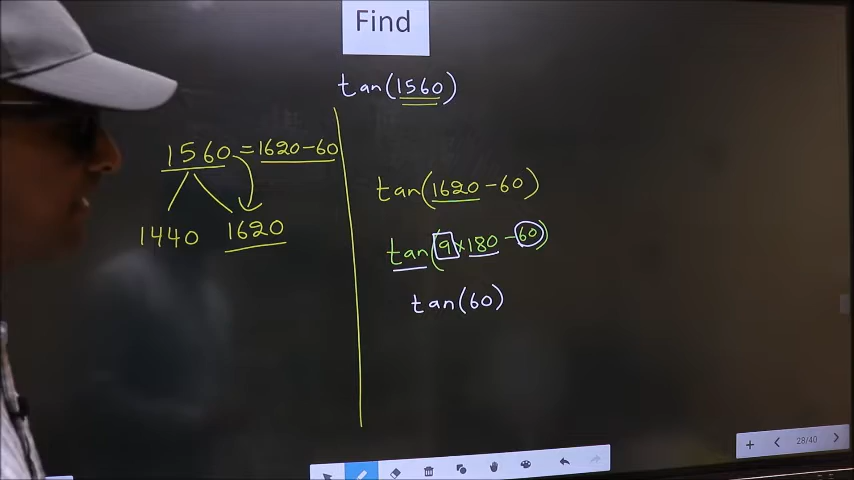 Find
tan(1560)
1560 = 1620-60
1440 1620
tan(1620-60)
tan(9×180-60)
tan(60)
28/40